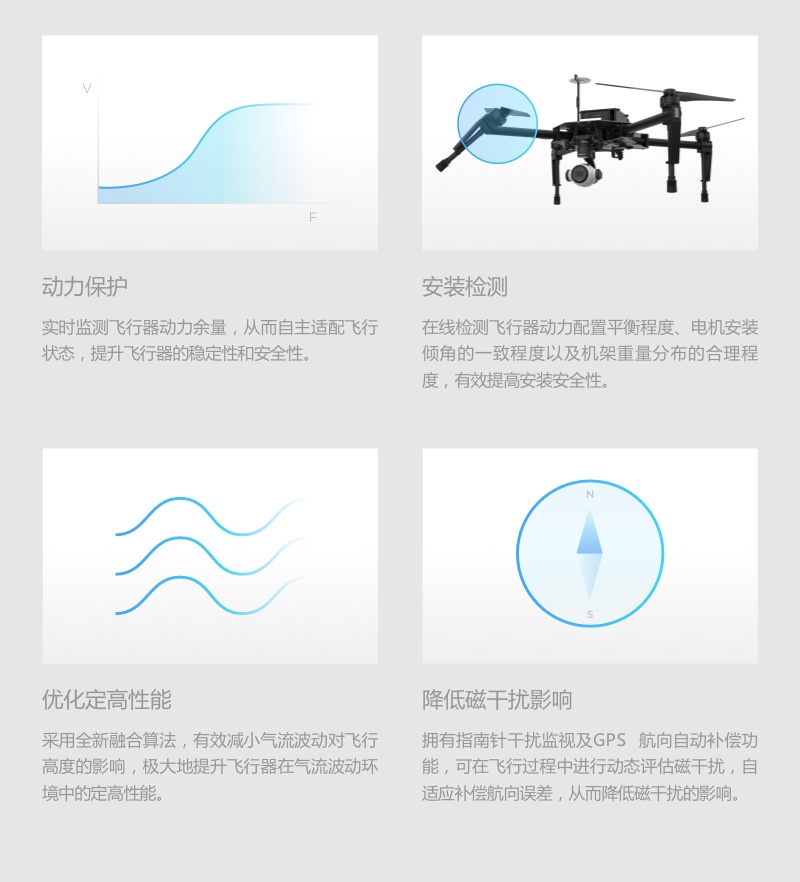 V
F
动力保护
实时监测飞行器动力余量，从而自主适配飞行
状态，提升飞行器的稳定性和安全性。
安装检测
在线检测飞行器动力配置平衡程度、电机安装
倾角的一致程度以及机架重量分布的合理程
度，有效提高安装安全性。
优化定高性能
采用全新融合算法，有效减小气流波动对飞行
高度的影响，极大地提升飞行器在气流波动环
境中的定高性能。
N
S
降低磁干扰影响
拥有指南针干扰监视及GPS 航向自动补偿功
能，可在飞行过程中进行动态评估磁干扰，自
适应补偿航向误差，从而降低磁干扰的影响。